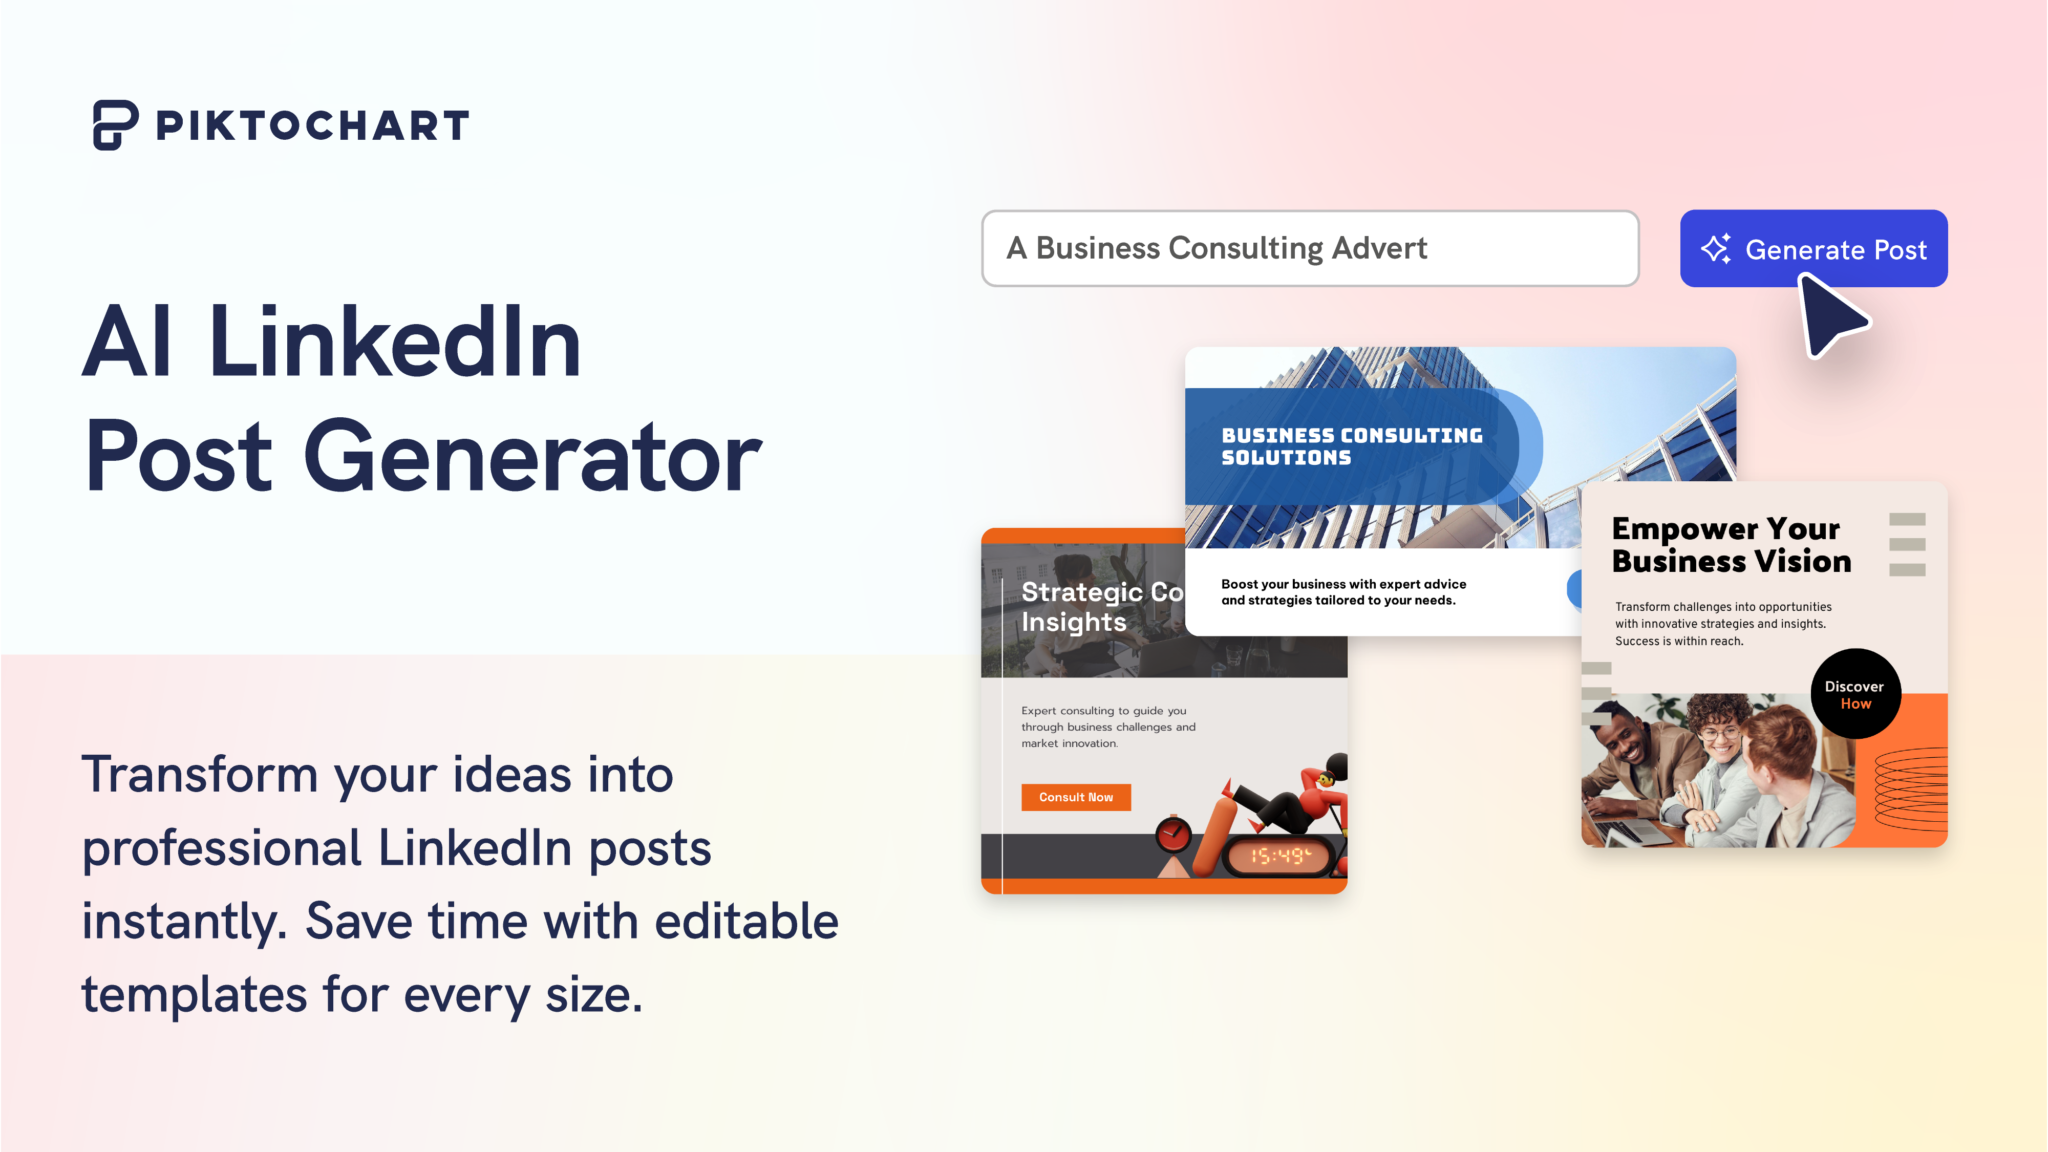 PIKTOCHART
AI LinkedIn
Post Generator
Transform your ideas into
professional LinkedIn posts
instantly. Save time with editable
templates for every size.
A Business Consulting Advert
Generate Post
BUSINESS CONSULTING
SOLUTIONS
Boost your business with expert advice
and strategies tailored to your needs.
Strategic Co
Insights
Expert consulting to guide you
through business challenges and
market innovation.
Consult Now
15:49
Empower Your
Business Vision
Transform challenges into opportunities
with innovative strategies and insights.
Success is within reach.
Discover
How